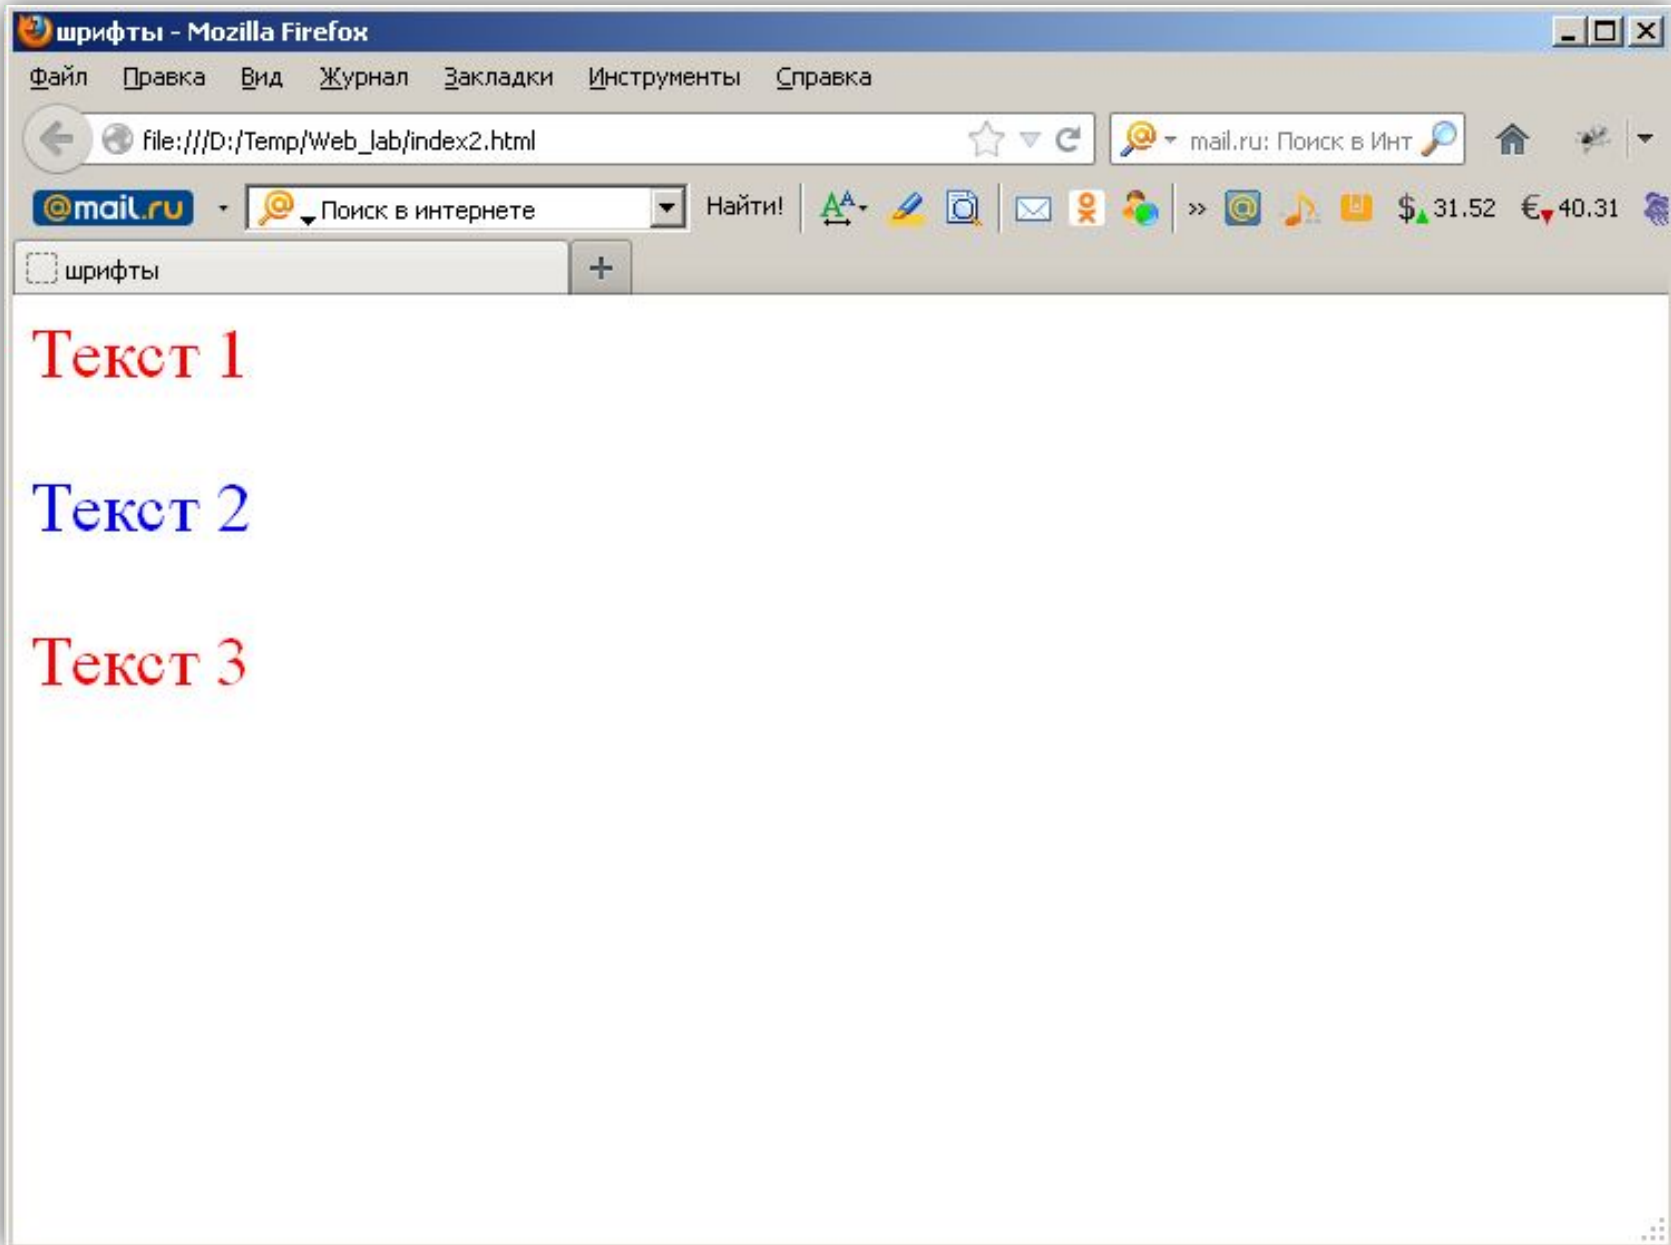 шрифты - Mozilla Firefox
Файл Правка Вид Журнал Закладки Инструменты Справка
file:///D:/Temp/Web_lab/index2.html mail.ru: Поиск в Инт
@mail.ru Поиск в интернете Найти! $ 31.52 € 40.31
шрифты
Текст 1
Текст 2
Текст 3